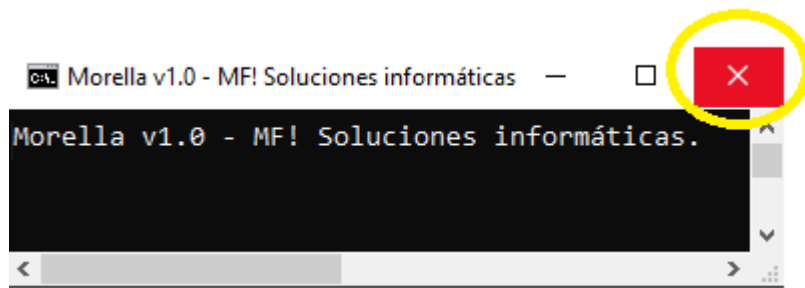 Morella v1.0 - MF! Soluciones informáticas
Morella v1.0 - MF! Soluciones informáticas.